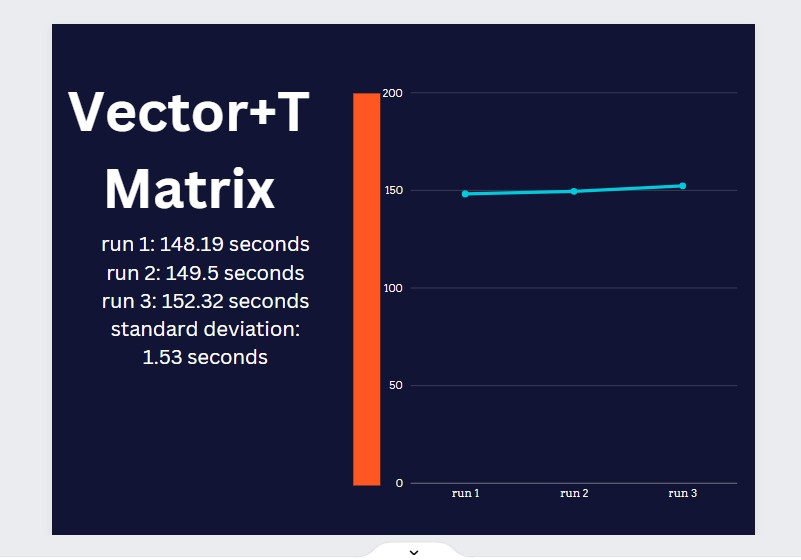 Vector+T
Matrix
run 1: 148.19 seconds
run 2: 149.5 seconds
run 3: 152.32 seconds
standard deviation:
1.53 seconds
200
150
100
50
0
run 1 run 2 run 3